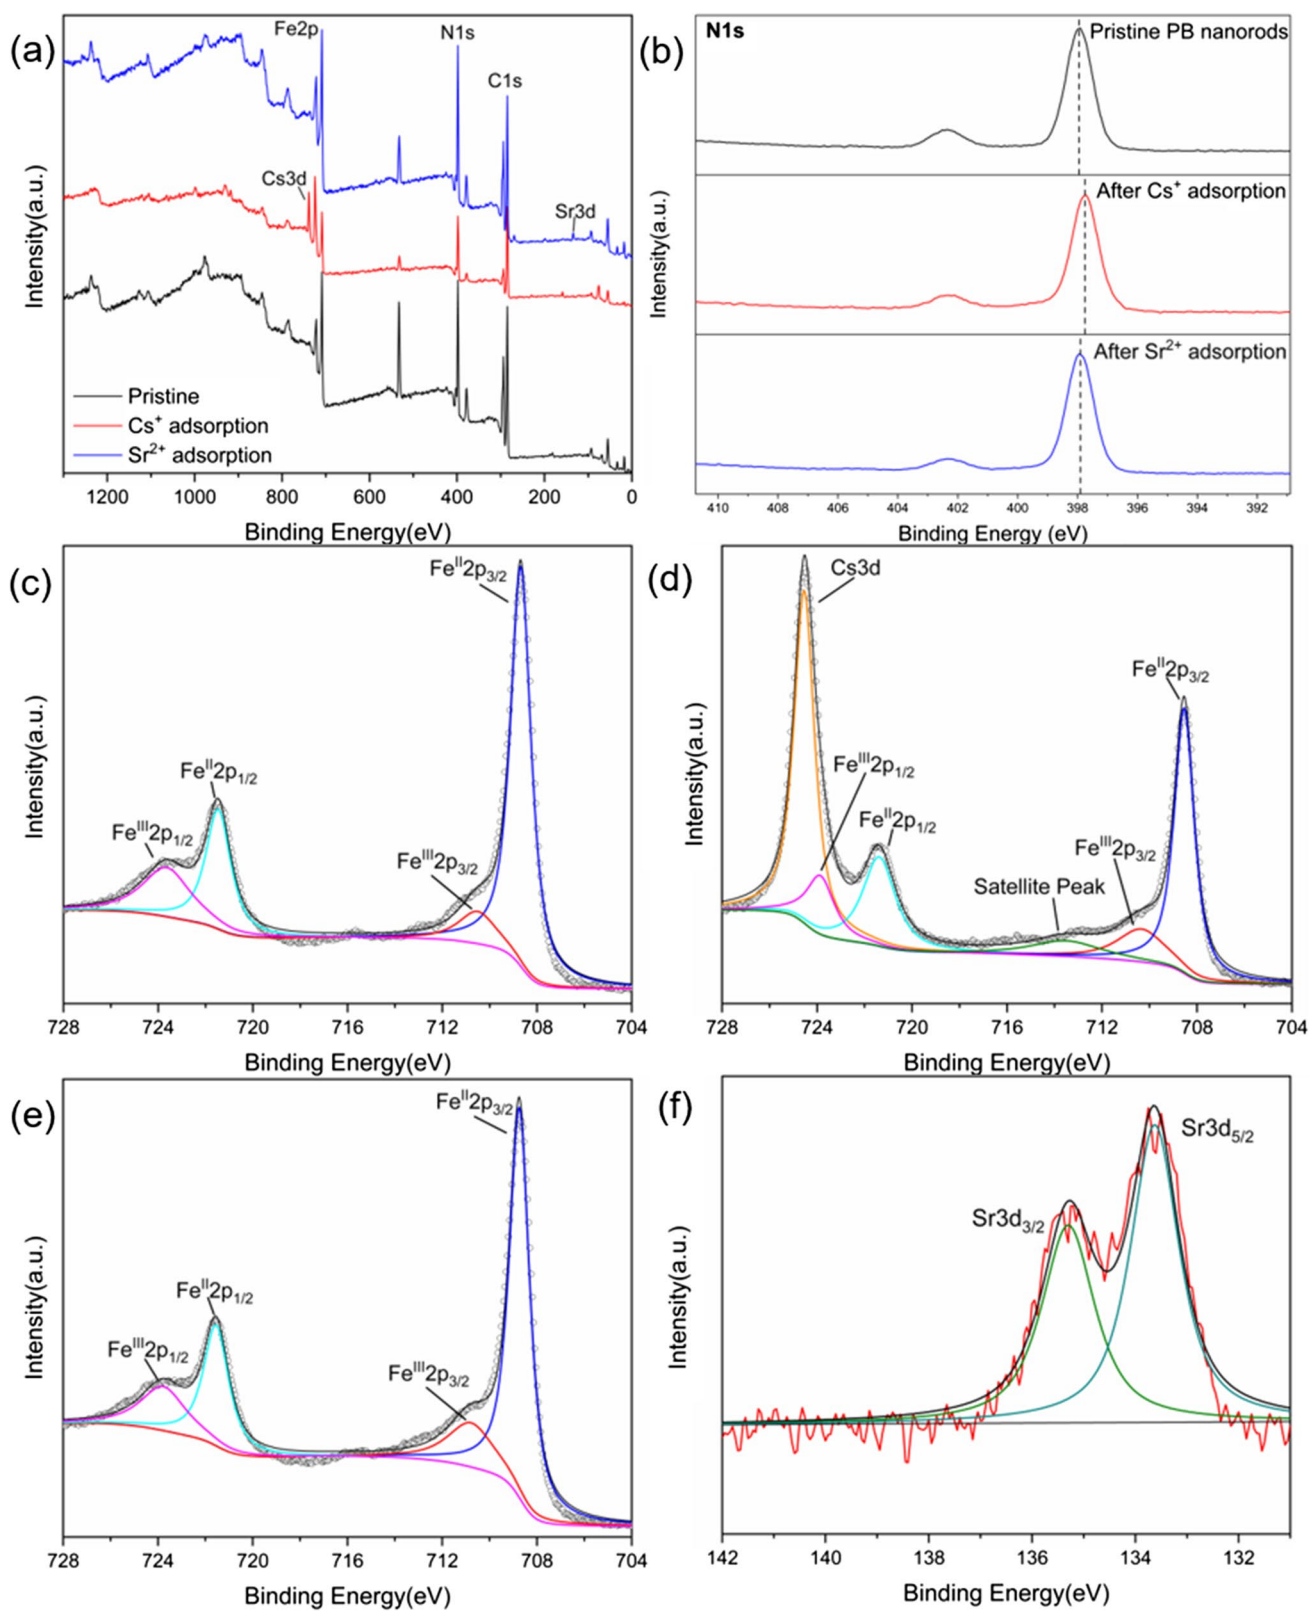 (a)
Fe2p
N1s
C1s
Cs3d
Sr3d
Pristine
Cs⁺ adsorption
Sr²⁺ adsorption
Intensity(a.u.)
1200 1000 800 600 400 200 0
Binding Energy(eV)
(b)
N1s
Pristine PB nanorods
After Cs⁺ adsorption
After Sr²⁺ adsorption
Intensity(a.u.)
410 408 406 404 402 400 398 396 394 392
Binding Energy (eV)
(c)
Feᴵᴵ2p₃/₂
Feᴵᴵ2p₁/₂
Feᴵᴵᴵ2p₁/₂
Feᴵᴵᴵ2p₃/₂
Intensity(a.u.)
728 724 720 716 712 708 704
Binding Energy(eV)
(d)
Cs3d
Feᴵᴵ2p₃/₂
Feᴵᴵᴵ2p₁/₂
Feᴵᴵ2p₁/₂
Feᴵᴵᴵ2p₃/₂
Satellite Peak
Intensity(a.u.)
728 724 720 716 712 708 704
Binding Energy(eV)
(e)
Feᴵᴵ2p₃/₂
Feᴵᴵ2p₁/₂
Feᴵᴵᴵ2p₁/₂
Feᴵᴵᴵ2p₃/₂
Intensity(a.u.)
728 724 720 716 712 708 704
Binding Energy(eV)
(f)
Sr3d₅/₂
Sr3d₃/₂
Intensity(a.u.)
142 140 138 136 134 132
Binding Energy(eV)